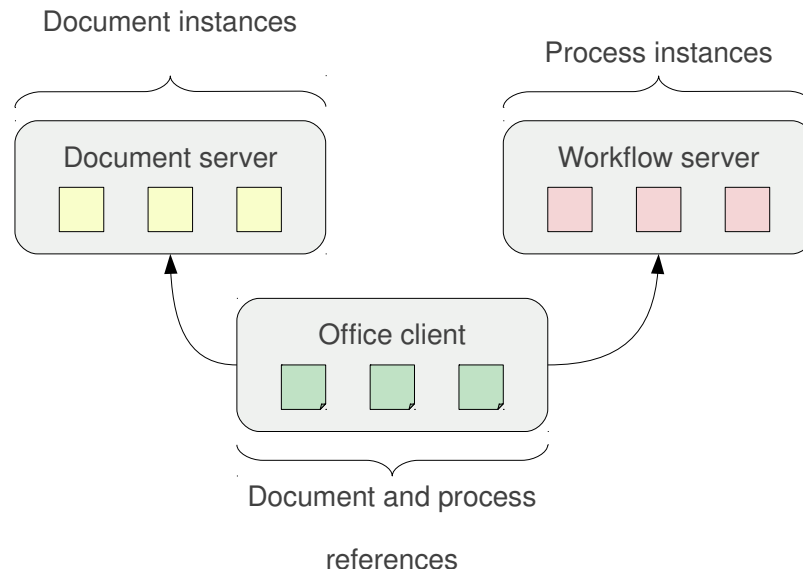 Document instances
Process instances
Document server
Workflow server
Office client
Document and process
references